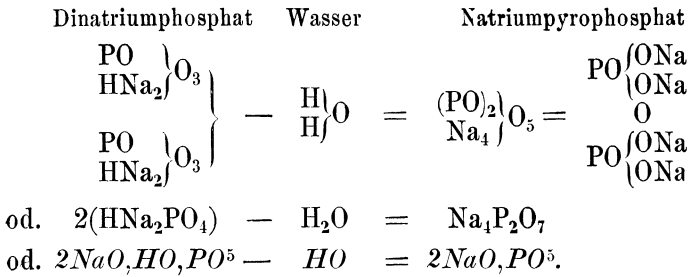 Dinatriumphosphat Wasser Natriumpyrophosphat
PO
HNa₂}O₃
PO
HNa₂}O₃} — H
H}O = (PO)₂
Na₄}O₅ = PO{ONa
{ONa
O
PO{ONa
{ONa
od. 2(HNa₂PO₄) — H₂O = Na₄P₂O₇
od. 2NaO,HO,PO⁵ — HO = 2NaO,PO⁵.